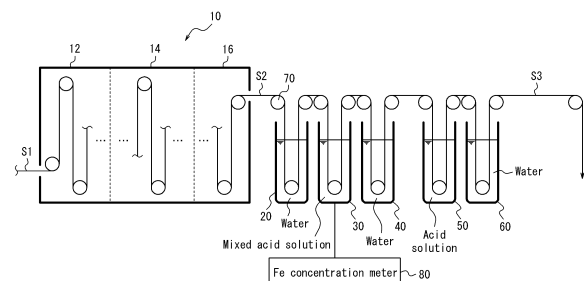 10
12 14 16
S2 70 S3
S1
... ... ... ...
Water
20 Water 30 40 50 60
Mixed acid solution Water Acid solution
Fe concentration meter 80